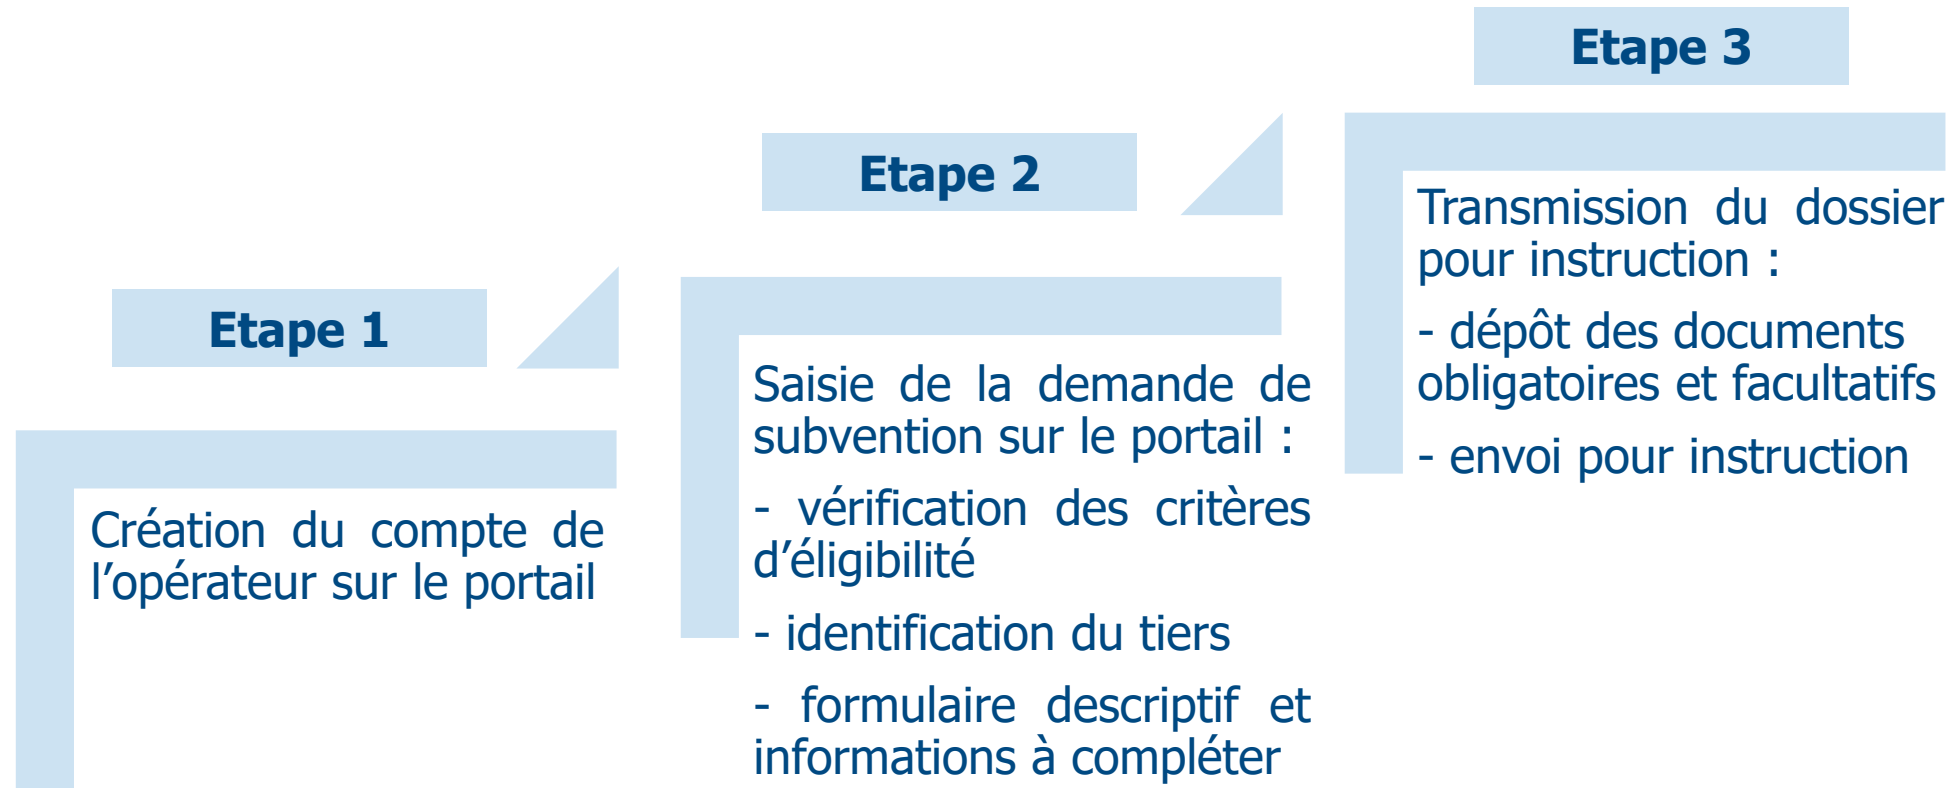 Etape 1
Création du compte de
l’opérateur sur le portail
Etape 2
Saisie de la demande de
subvention sur le portail :
- vérification des critères
d’éligibilité
- identification du tiers
- formulaire descriptif et
informations à compléter
Etape 3
Transmission du dossier
pour instruction :
- dépôt des documents
obligatoires et facultatifs
- envoi pour instruction